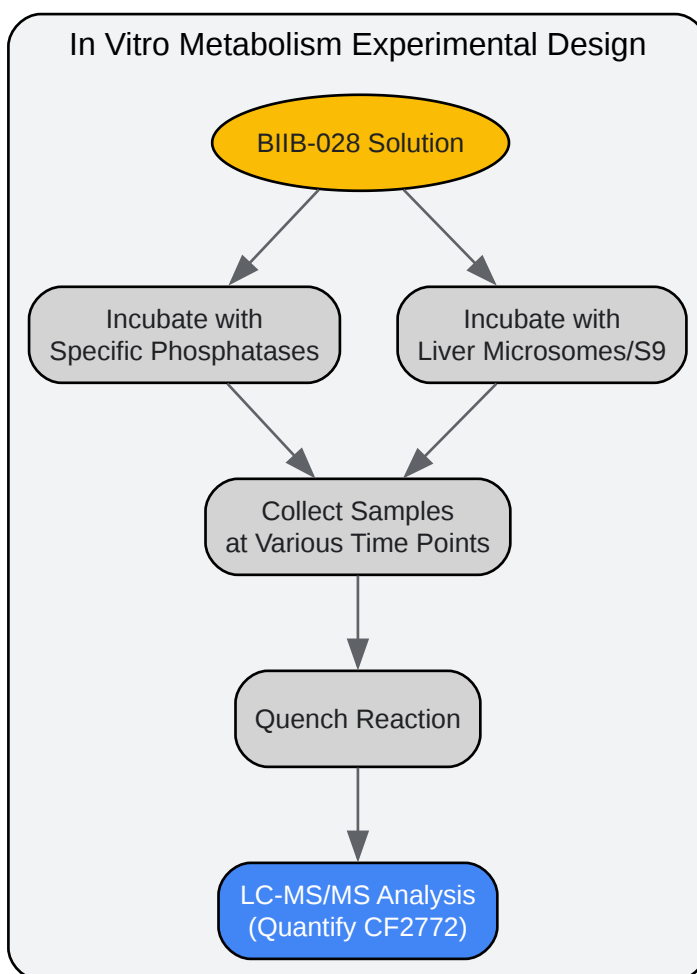 In Vitro Metabolism Experimental Design
BIIB-028 Solution
Incubate with
Specific Phosphatases
Incubate with
Liver Microsomes/S9
Collect Samples
at Various Time Points
Quench Reaction
LC-MS/MS Analysis
(Quantify CF2772)